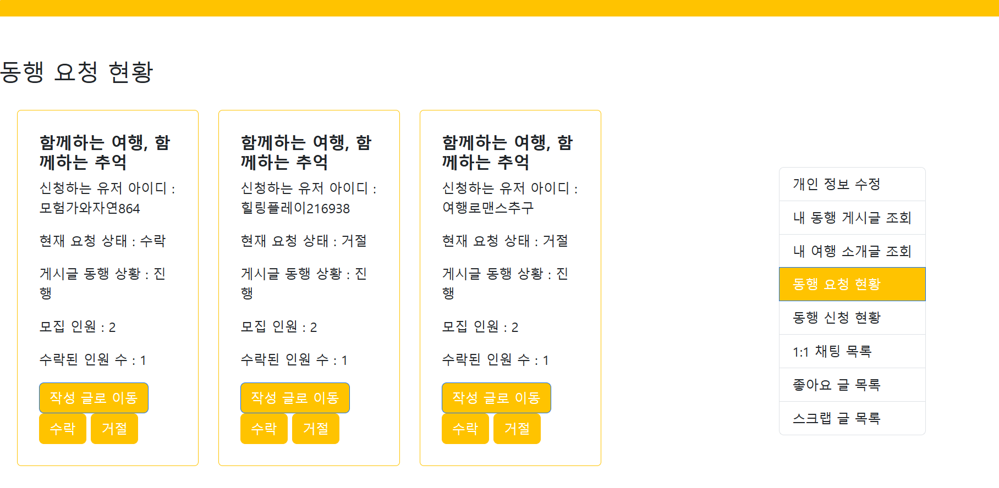 동행 요청 현황
함께하는 여행, 함
께하는 추억
신청하는 유저 아이디 :
모험가와자연864
현재 요청 상태 : 수락
게시글 동행 상황 : 진
행
모집 인원 : 2
수락된 인원 수 : 1
작성 글로 이동
수락 거절
함께하는 여행, 함
께하는 추억
신청하는 유저 아이디 :
힐링플레이216938
현재 요청 상태 : 거절
게시글 동행 상황 : 진
행
모집 인원 : 2
수락된 인원 수 : 1
작성 글로 이동
수락 거절
함께하는 여행, 함
께하는 추억
신청하는 유저 아이디 :
여행로맨스추구
현재 요청 상태 : 거절
게시글 동행 상황 : 진
행
모집 인원 : 2
수락된 인원 수 : 1
작성 글로 이동
수락 거절
개인 정보 수정
내 동행 게시글 조회
내 여행 소개글 조회
동행 요청 현황
동행 신청 현황
1:1 채팅 목록
좋아요 글 목록
스크랩 글 목록